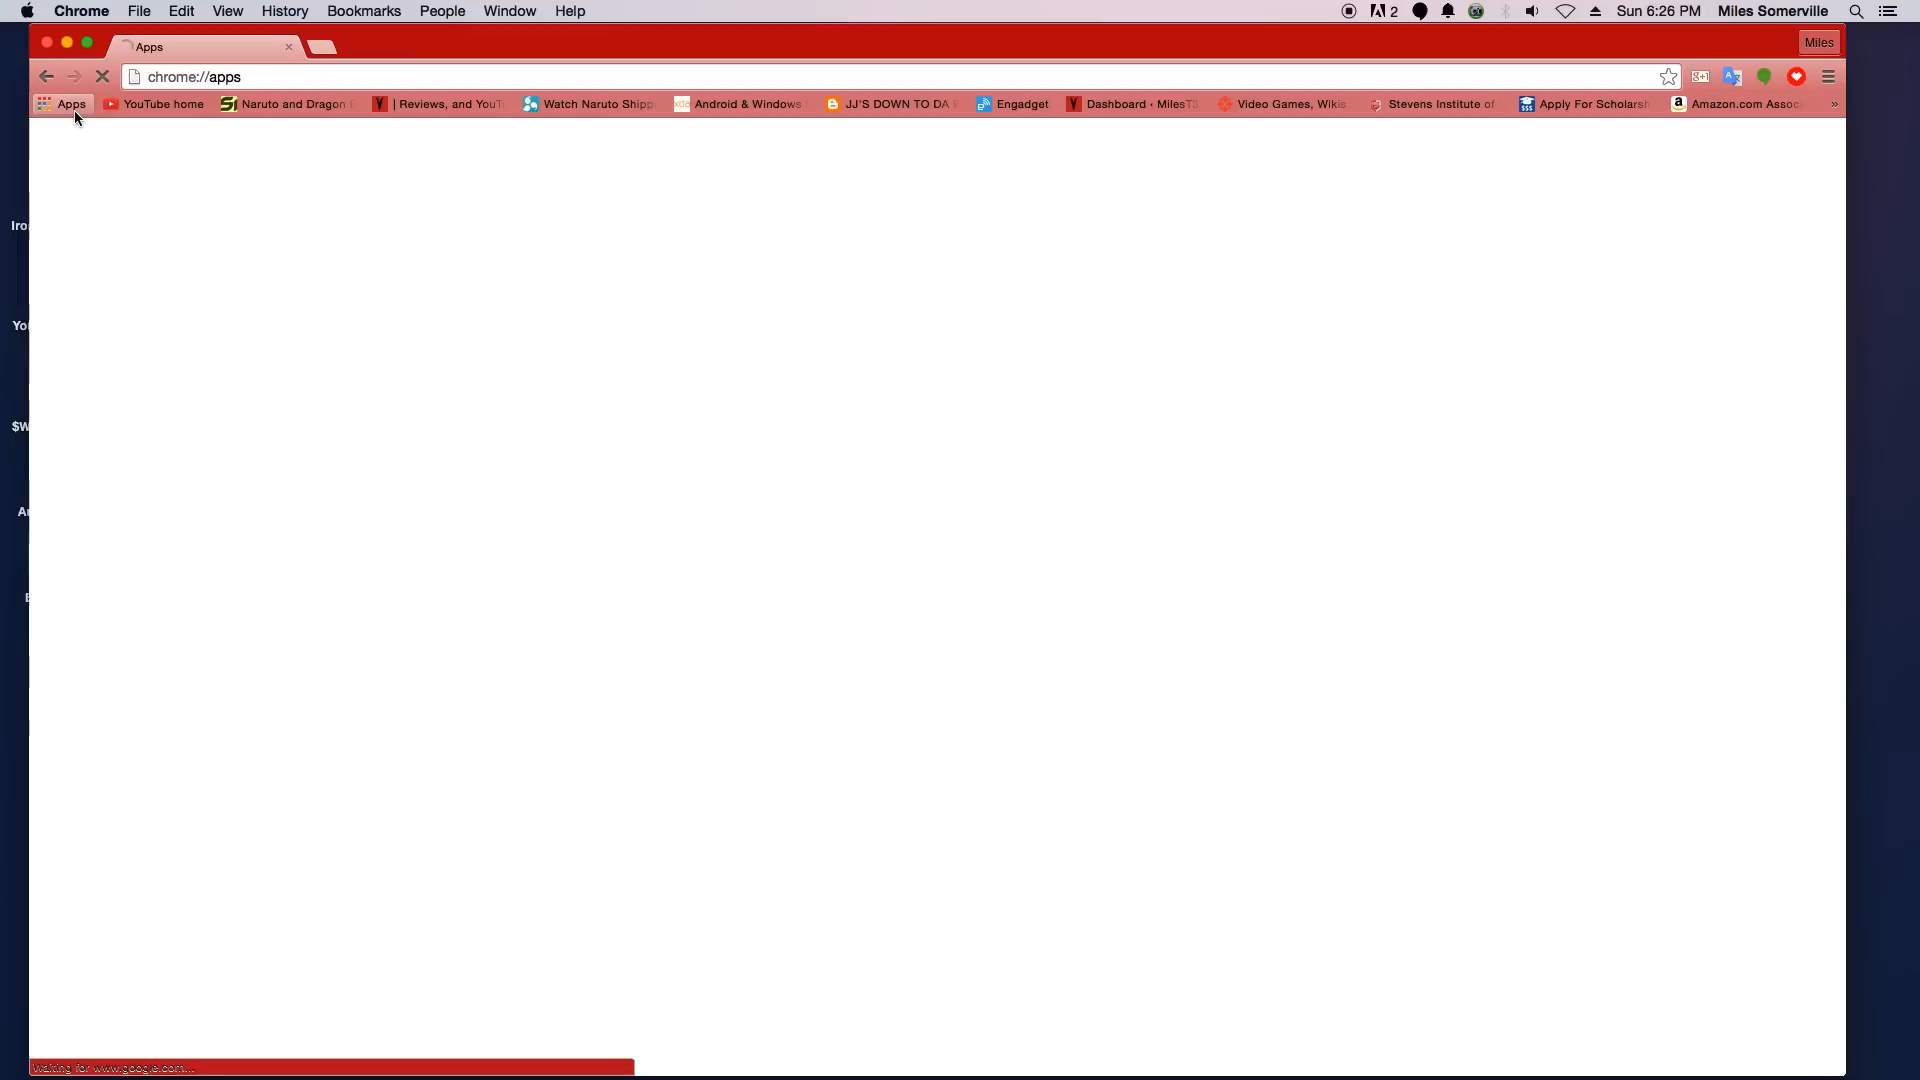 Chrome File Edit View History Bookmarks People Window Help 2 Sun 6:26 PM Miles Somerville
Apps Miles
chrome://apps
Apps YouTube home Naruto and Dragon | Reviews, and YouT Watch Naruto Shipp Android & Windows JJ'S DOWN TO DA Engadget Dashboard ‹ MilesTS Video Games, Wikis Stevens Institute of Apply For Scholarsh Amazon.com Assoc »
Iro
Yo
$W
Waiting for www.google.com...